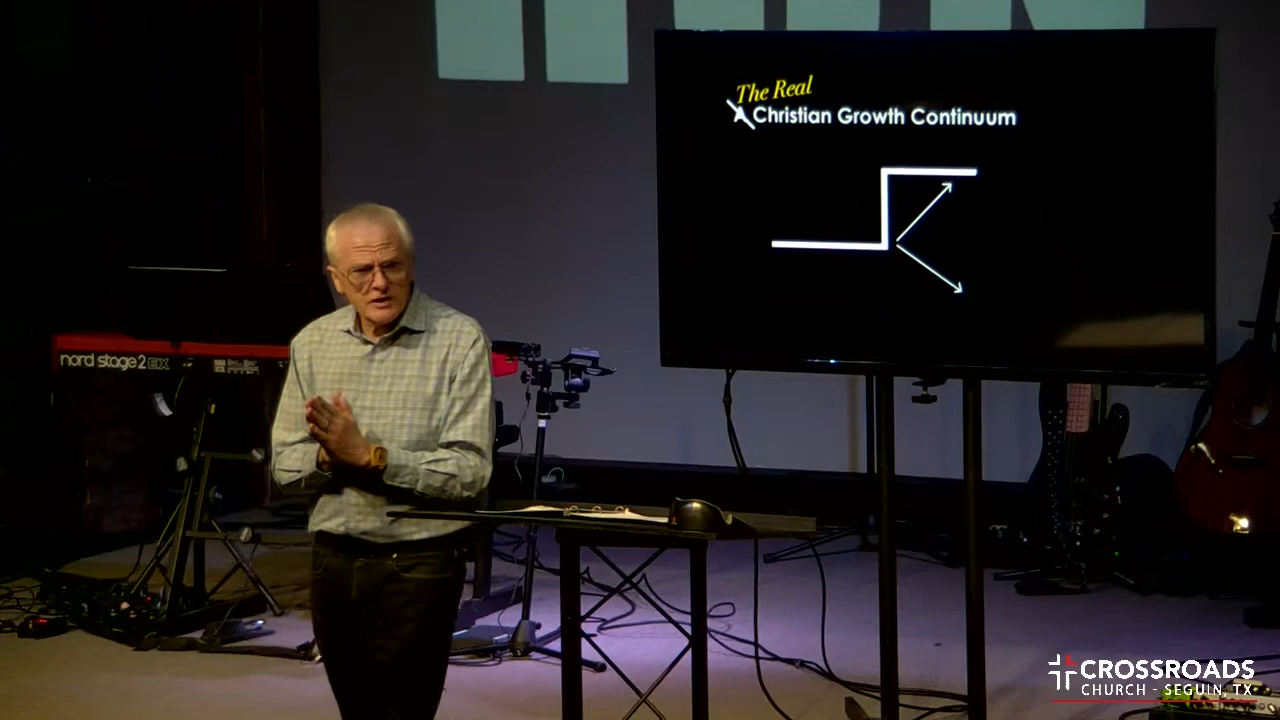 The Real
A Christian Growth Continuum
nord stage 2 EX
CROSSROADS
CHURCH - SEGUIN, TX